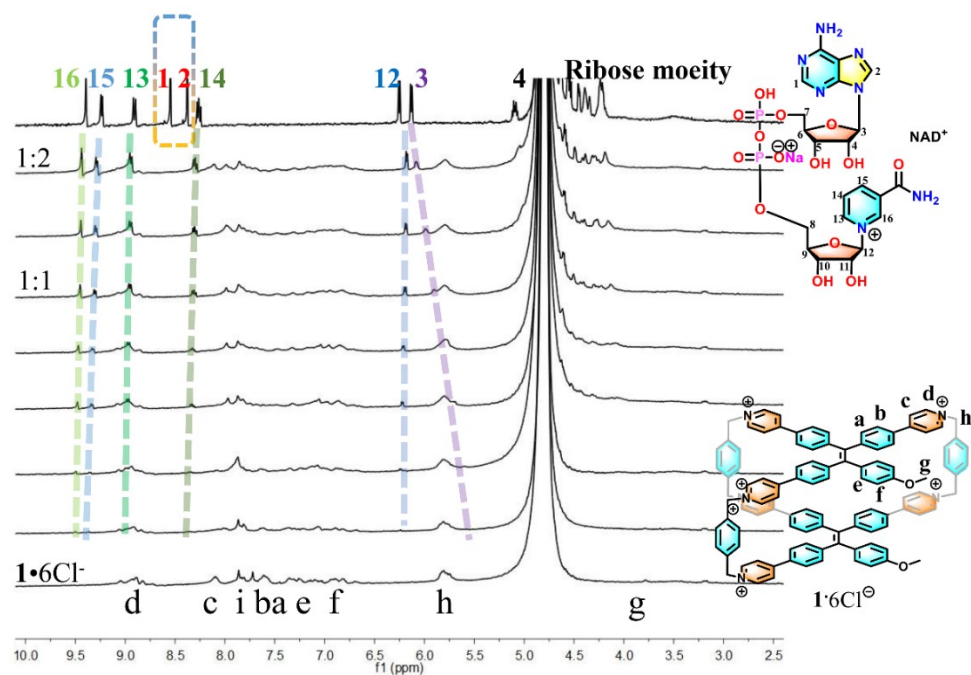 16 15 13 1 2 14 12 3 4 Ribose moeity
1:2
1:1
1•6Cl⁻
d c i ba e f h g
10.0 9.5 9.0 8.5 8.0 7.5 7.0 6.5 6.0 5.5 5.0 4.5 4.0 3.5 3.0 2.5
f1 (ppm)
NH₂
N N
1 2
N N
OH
O=P-O 7
O 6 O 3
5 4
⊖⊕
O=P-ONa OH OH
NAD⁺
O
15
14 NH₂
13 16
O N
⊕
8
O 12
9
10 11
OH OH
a b c d h
⊕ N N ⊕
g
e f O
⊕ N N ⊕
⊕ N N ⊕
O
1·6Cl⊖